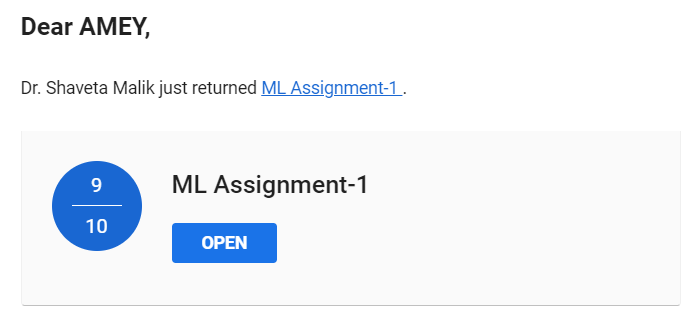 Dear AMEY,
Dr. Shaveta Malik just returned ML Assignment-1 .
9
10
ML Assignment-1
OPEN